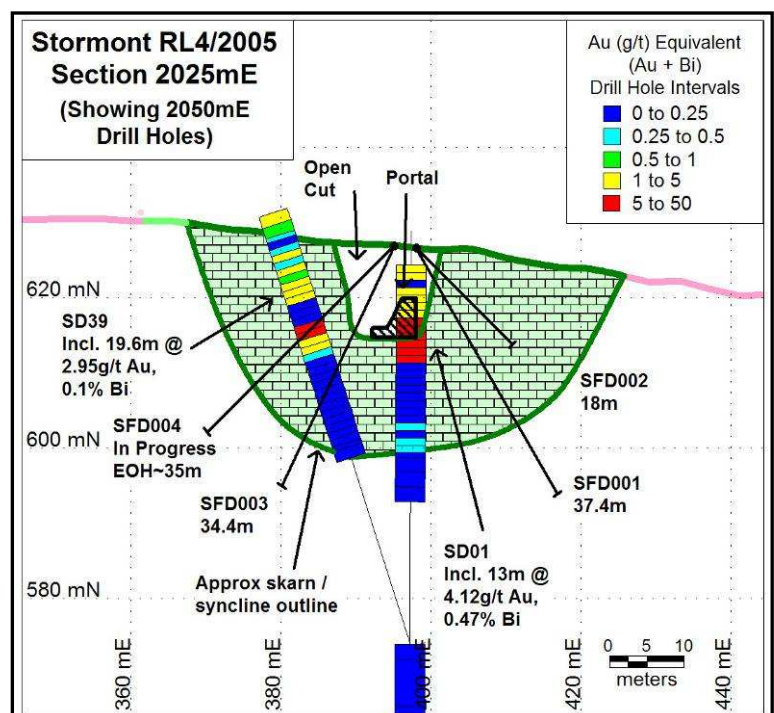 Stormont RL4/2005
Section 2025mE
(Showing 2050mE
Drill Holes)
Au (g/t) Equivalent
(Au + Bi)
Drill Hole Intervals
0 to 0.25
0.25 to 0.5
0.5 to 1
1 to 5
5 to 50
Open
Cut
Portal
620 mN
SD39
Incl. 19.6m @
2.95g/t Au,
0.1% Bi
SFD002
18m
SFD004
In Progress
EOH~35m
600 mN
SFD003
34.4m
SFD001
37.4m
SD01
Incl. 13m @
4.12g/t Au,
0.47% Bi
Approx skarn /
syncline outline
580 mN
360 mE
380 mE
400 mE
420 mE
440 mE
0 5 10
meters